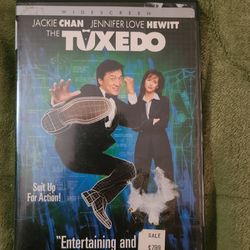 WIDESCREEN
JACKIE CHAN JENNIFER LOVE HEWITT
THE TUXEDO
Suit Up
For Action!
"Entertaining and
SALE